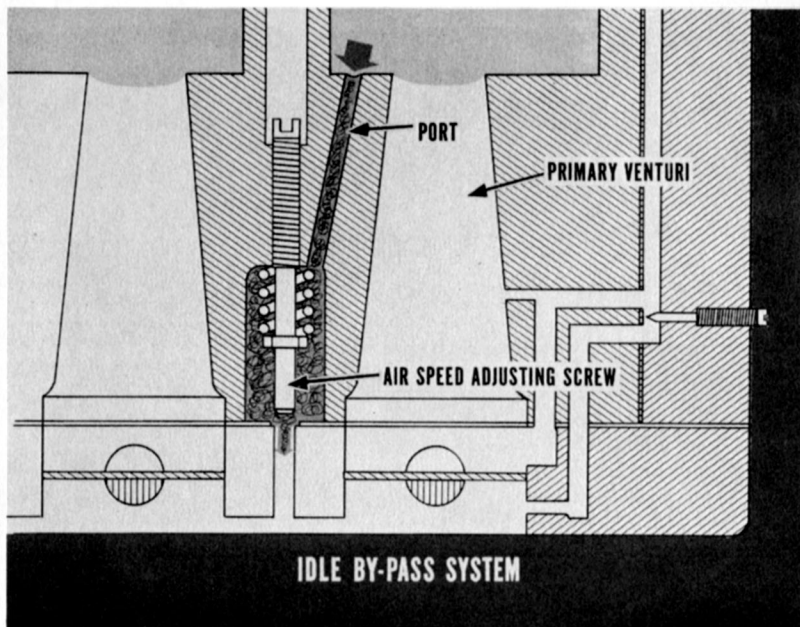 PORT
PRIMARY VENTURI
AIR SPEED ADJUSTING SCREW
IDLE BY-PASS SYSTEM